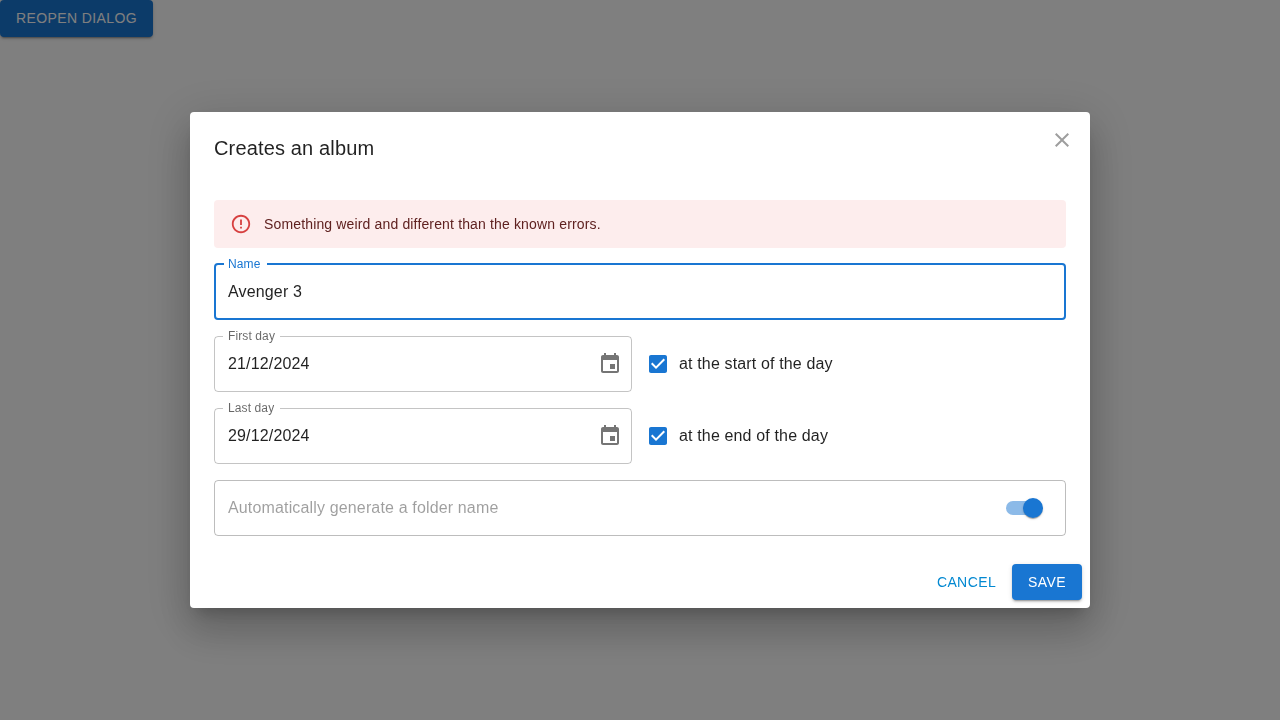 REOPEN DIALOG
Creates an album
Something weird and different than the known errors.
Name
Avenger 3
First day
21/12/2024
at the start of the day
Last day
29/12/2024
at the end of the day
Automatically generate a folder name
CANCEL
SAVE